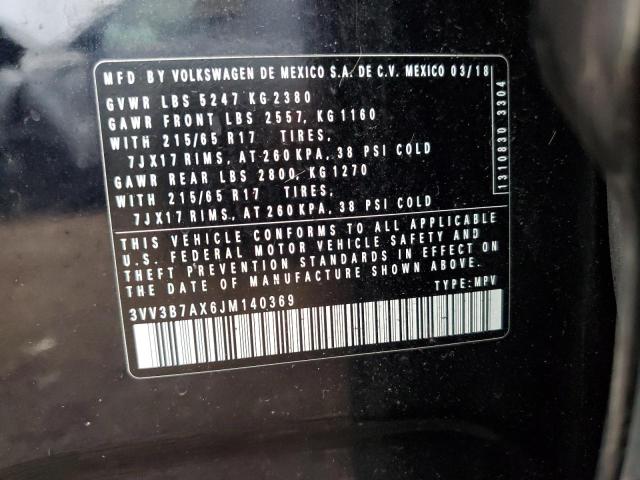 MFD BY VOLKSWAGEN DE MEXICO S.A. DE C.V. MEXICO 03/18
GVWR LBS 5247 KG 2380
GAWR FRONT LBS 2557, KG 1160
WITH 215/65 R17 TIRES,
7JX17 RIMS, AT 260 KPA, 38 PSI COLD
GAWR REAR LBS 2800, KG 1270
WITH 215/65 R17 TIRES,
7JX17 RIMS, AT 260 KPA, 38 PSI COLD
1310830 3304
THIS VEHICLE CONFORMS TO ALL APPLICABLE
U.S. FEDERAL MOTOR VEHICLE SAFETY AND
THEFT PREVENTION STANDARDS IN EFFECT ON
THE DATE OF MANUFACTURE SHOWN ABOVE.
3VV3B7AX6JM140369 TYPE: MPV